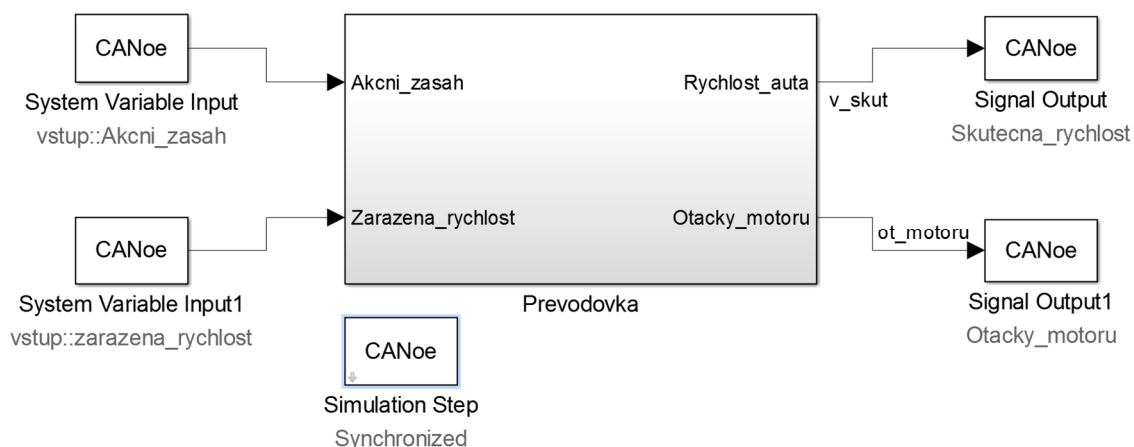 CANoe
System Variable Input
vstup::Akcni_zasah
CANoe
System Variable Input1
vstup::zarazena_rychlost
Akcni_zasah
Rychlost_auta
Zarazena_rychlost
Otacky_motoru
Prevodovka
CANoe
Simulation Step
Synchronized
v_skut
CANoe
Signal Output
Skutecna_rychlost
ot_motoru
CANoe
Signal Output1
Otacky_motoru